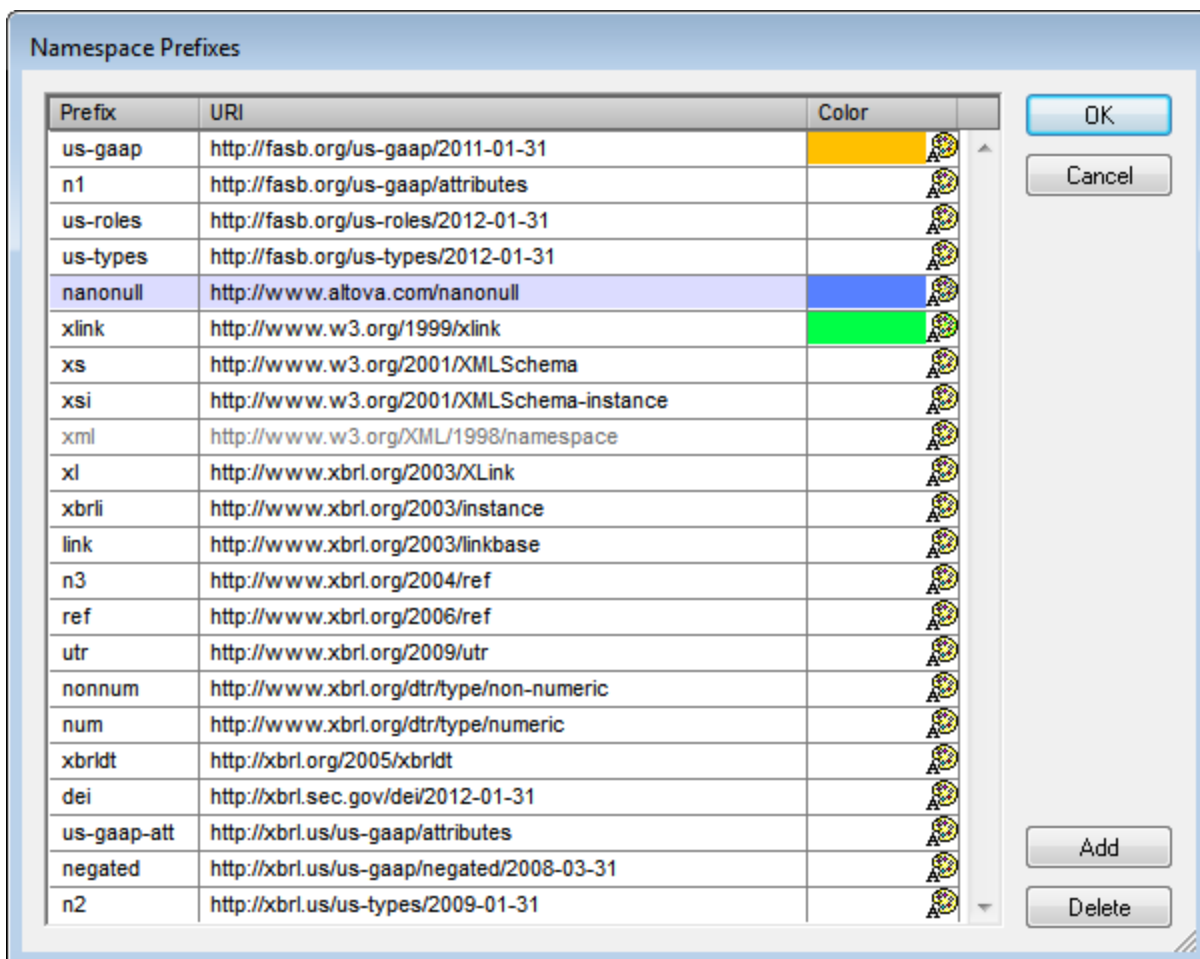 Namespace Prefixes
Prefix URI Color
us-gaap http://fasb.org/us-gaap/2011-01-31
n1 http://fasb.org/us-gaap/attributes
us-roles http://fasb.org/us-roles/2012-01-31
us-types http://fasb.org/us-types/2012-01-31
nanonull http://www.altova.com/nanonull
xlink http://www.w3.org/1999/xlink
xs http://www.w3.org/2001/XMLSchema
xsi http://www.w3.org/2001/XMLSchema-instance
xml http://www.w3.org/XML/1998/namespace
xl http://www.xbrl.org/2003/XLink
xbrli http://www.xbrl.org/2003/instance
link http://www.xbrl.org/2003/linkbase
n3 http://www.xbrl.org/2004/ref
ref http://www.xbrl.org/2006/ref
utr http://www.xbrl.org/2009/utr
nonnum http://www.xbrl.org/dtr/type/non-numeric
num http://www.xbrl.org/dtr/type/numeric
xbrldt http://xbrl.org/2005/xbrldt
dei http://xbrl.sec.gov/dei/2012-01-31
us-gaap-att http://xbrl.us/us-gaap/attributes
negated http://xbrl.us/us-gaap/negated/2008-03-31
n2 http://xbrl.us/us-types/2009-01-31
OK
Cancel
Add
Delete